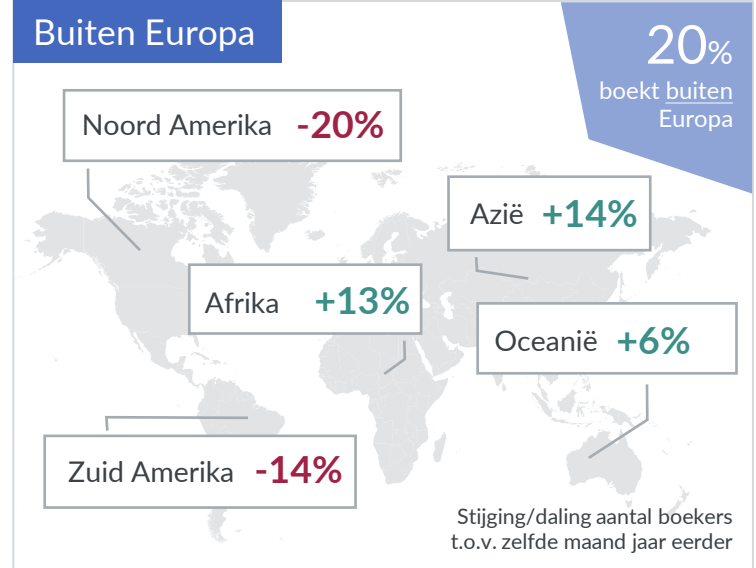 Buiten Europa
20%
boekt buiten
Europa
Noord Amerika -20%
Azië +14%
Afrika +13%
Oceanië +6%
Zuid Amerika -14%
Stijging/daling aantal boekers
t.o.v. zelfde maand jaar eerder